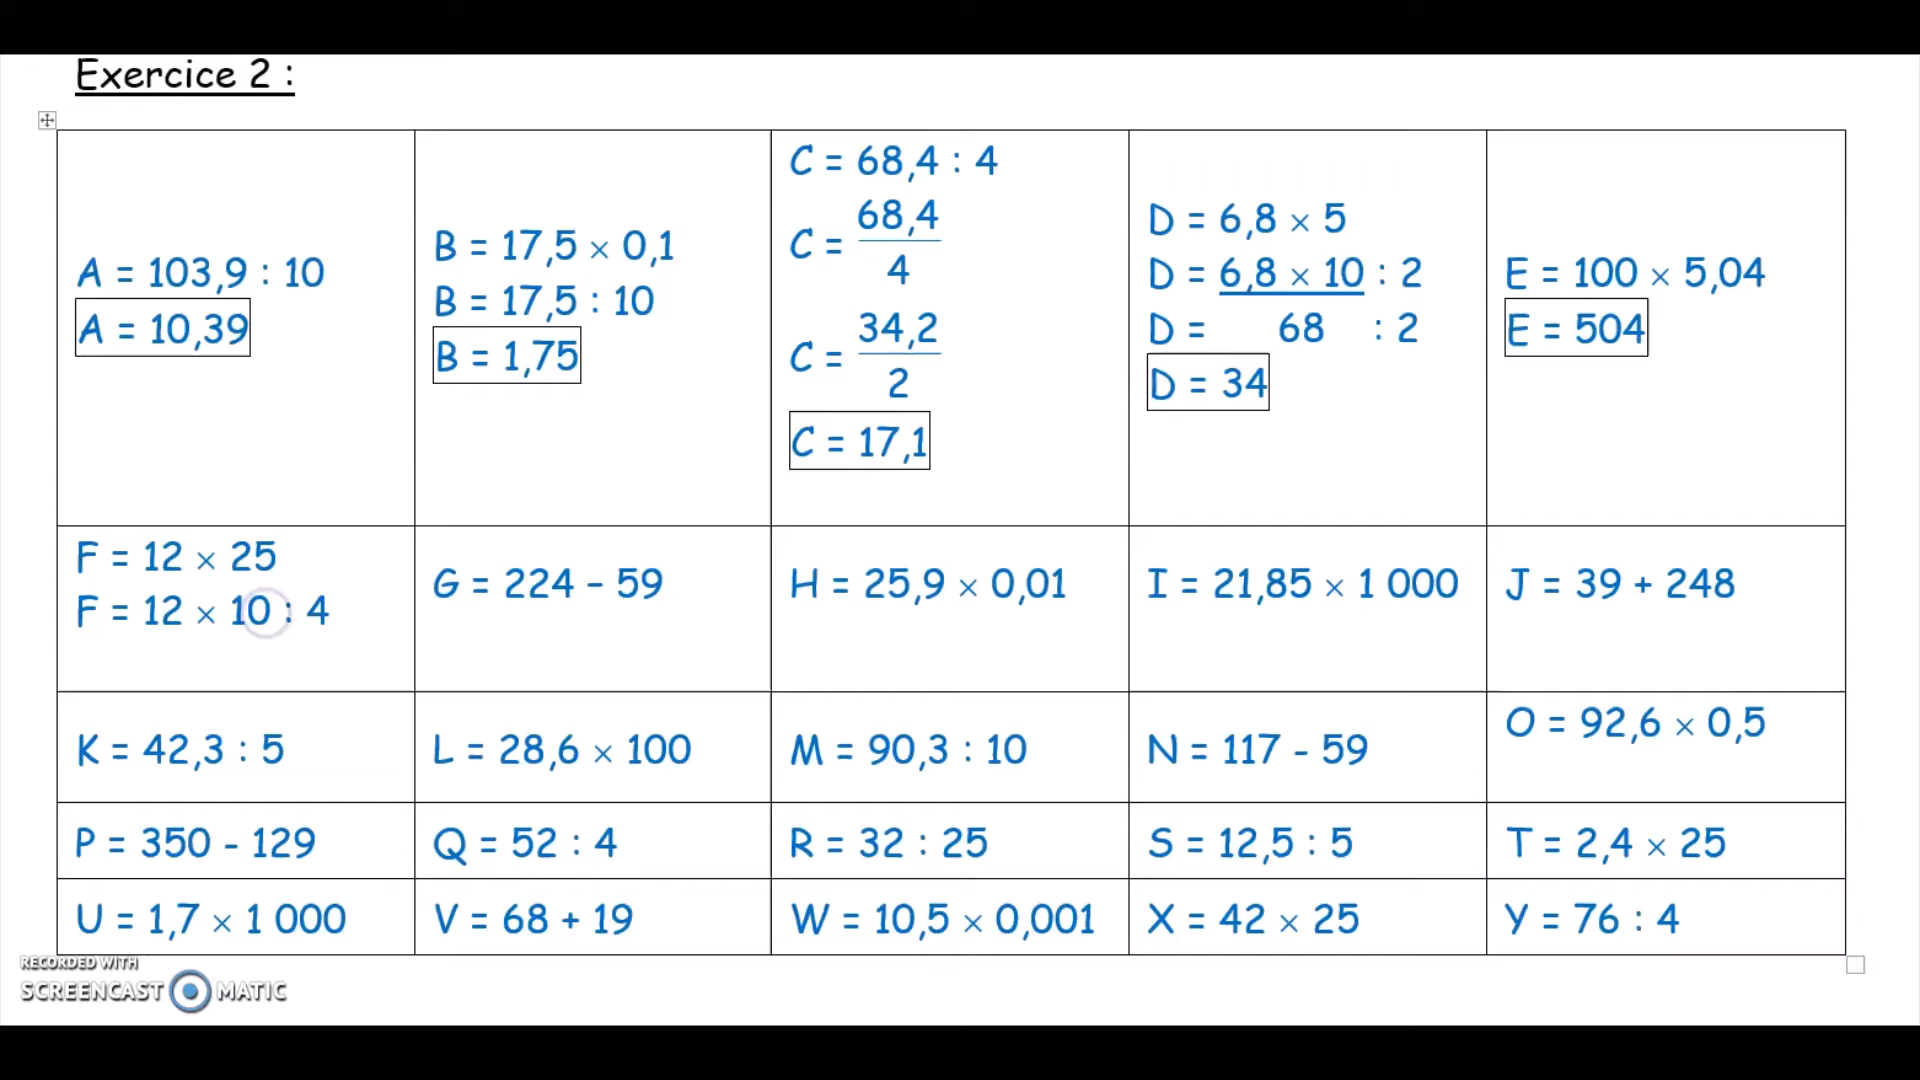 Exercice 2 :
A = 103,9 : 10
A = 10,39
B = 17,5 × 0,1
B = 17,5 : 10
B = 1,75
C = 68,4 : 4
C = 68,4
4
C = 34,2
2
C = 17,1
D = 6,8 × 5
D = 6,8 × 10 : 2
D = 68 : 2
D = 34
E = 100 × 5,04
E = 504
F = 12 × 25
F = 12 × 10 : 4
G = 224 – 59
H = 25,9 × 0,01
I = 21,85 × 1 000
J = 39 + 248
K = 42,3 : 5
L = 28,6 × 100
M = 90,3 : 10
N = 117 - 59
O = 92,6 × 0,5
P = 350 - 129
Q = 52 : 4
R = 32 : 25
S = 12,5 : 5
T = 2,4 × 25
U = 1,7 × 1 000
V = 68 + 19
W = 10,5 × 0,001
X = 42 × 25
Y = 76 : 4
RECORDED WITH
SCREENCAST MATIC